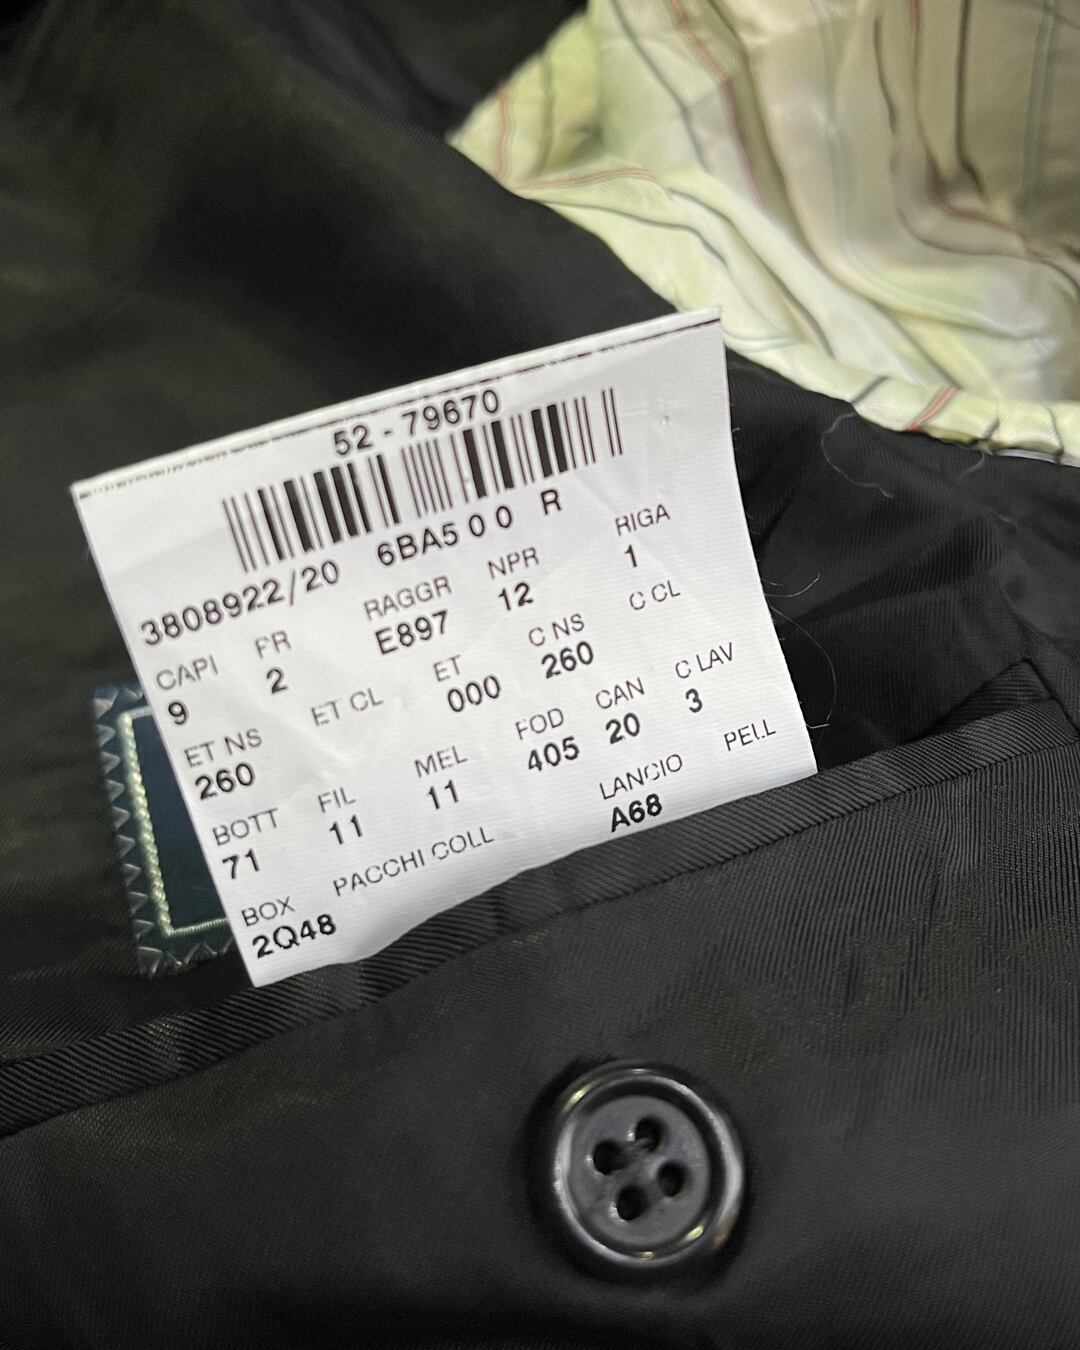 52 - 79670
3808922/20 6BA5 0 0 R
CAPI PR RAGGR NPR RIGA
9 2 E897 12 1
ET NS ET CL ET C NS C CL
260 000 260
BOTT FIL MEL FOD CAN C LAV
71 11 11 405 20 3
BOX PACCHI COLL LANCIO PELL
2Q48 A68